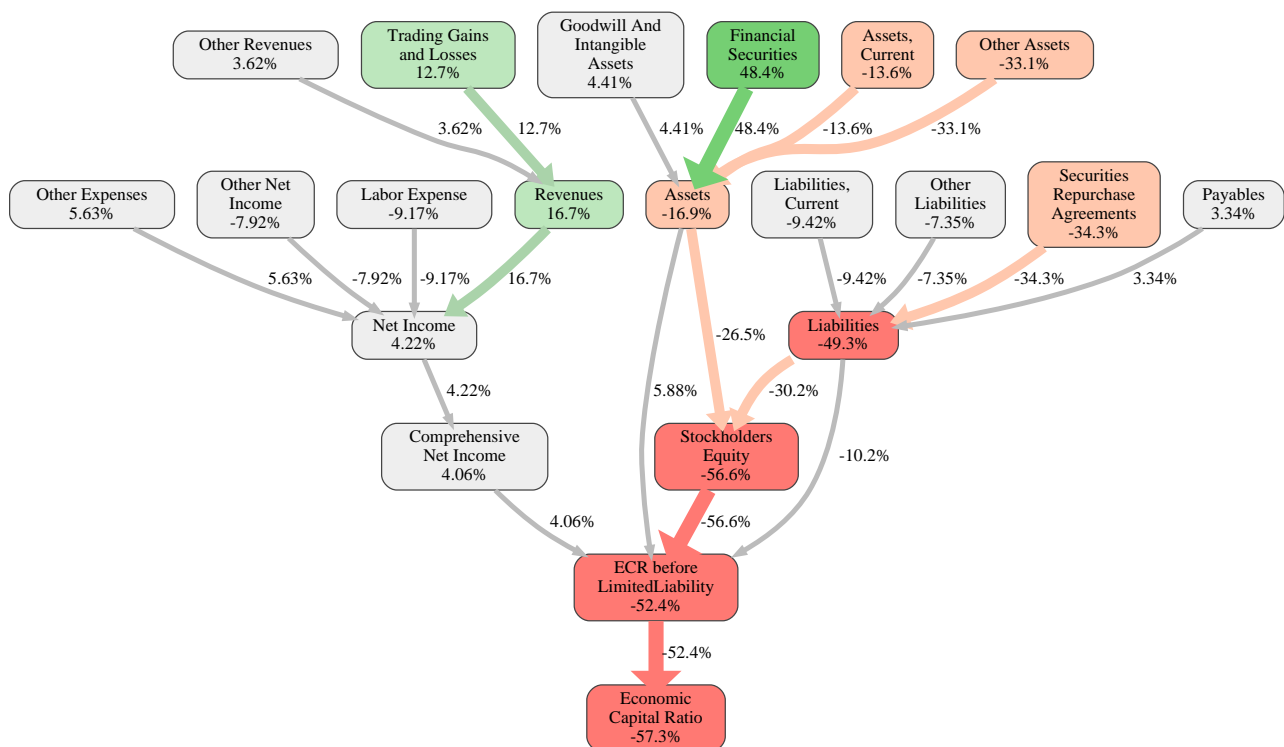 Other Revenues
3.62%
Trading Gains
and Losses
12.7%
Goodwill And
Intangible
Assets
4.41%
Financial
Securities
48.4%
Assets,
Current
-13.6%
Other Assets
-33.1%
3.62%
12.7%
4.41%
48.4%
-13.6%
-33.1%
Other Expenses
5.63%
Other Net
Income
-7.92%
Labor Expense
-9.17%
Revenues
16.7%
Assets
-16.9%
Liabilities,
Current
-9.42%
Other
Liabilities
-7.35%
Securities
Repurchase
Agreements
-34.3%
Payables
3.34%
5.63%
-7.92%
-9.17%
16.7%
-9.42%
-7.35%
-34.3%
3.34%
Net Income
4.22%
-26.5%
Liabilities
-49.3%
4.22%
5.88%
-30.2%
Comprehensive
Net Income
4.06%
Stockholders
Equity
-56.6%
-10.2%
4.06%
-56.6%
ECR before
LimitedLiability
-52.4%
-52.4%
Economic
Capital Ratio
-57.3%